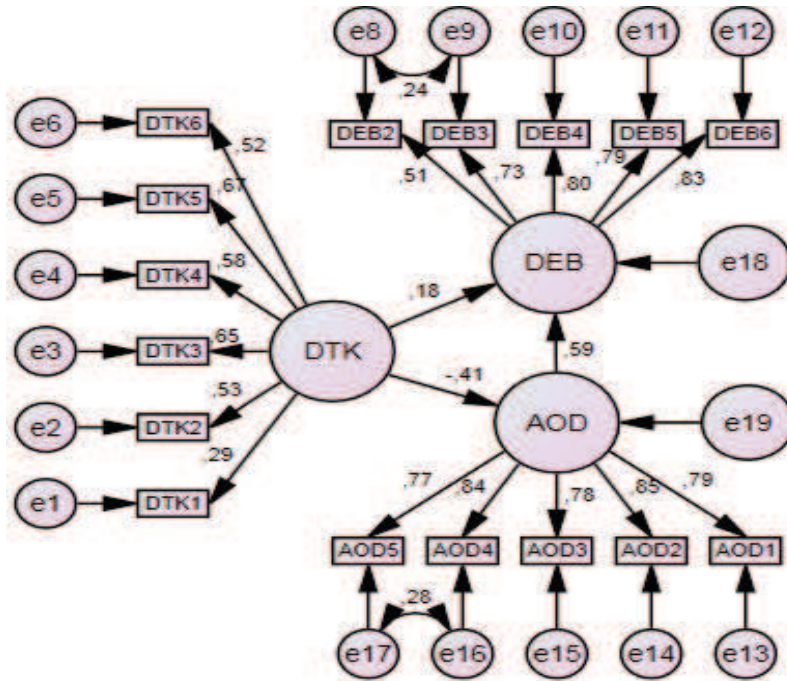 e8 e9 e10 e11 e12
,24
DEB2 DEB3 DEB4 DEB5 DEB6
,51 ,73 ,80 ,79 ,83
e6 DTK6 ,52
e5 DTK5 ,67
e4 DTK4 ,58
e3 DTK3 ,65
e2 DTK2 ,53
e1 DTK1 ,29
DTK
,18
DEB e18
,59
-,41
AOD e19
,77 ,84 ,78 ,85 ,79
AOD5 AOD4 AOD3 AOD2 AOD1
,28
e17 e16 e15 e14 e13